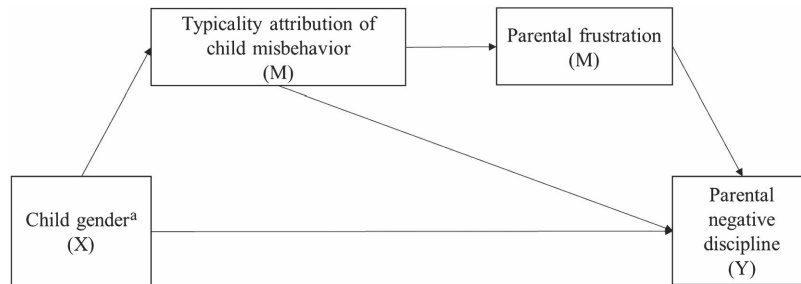 Typicality attribution of
child misbehavior
(M)
Parental frustration
(M)
Child genderᵃ
(X)
Parental
negative
discipline
(Y)